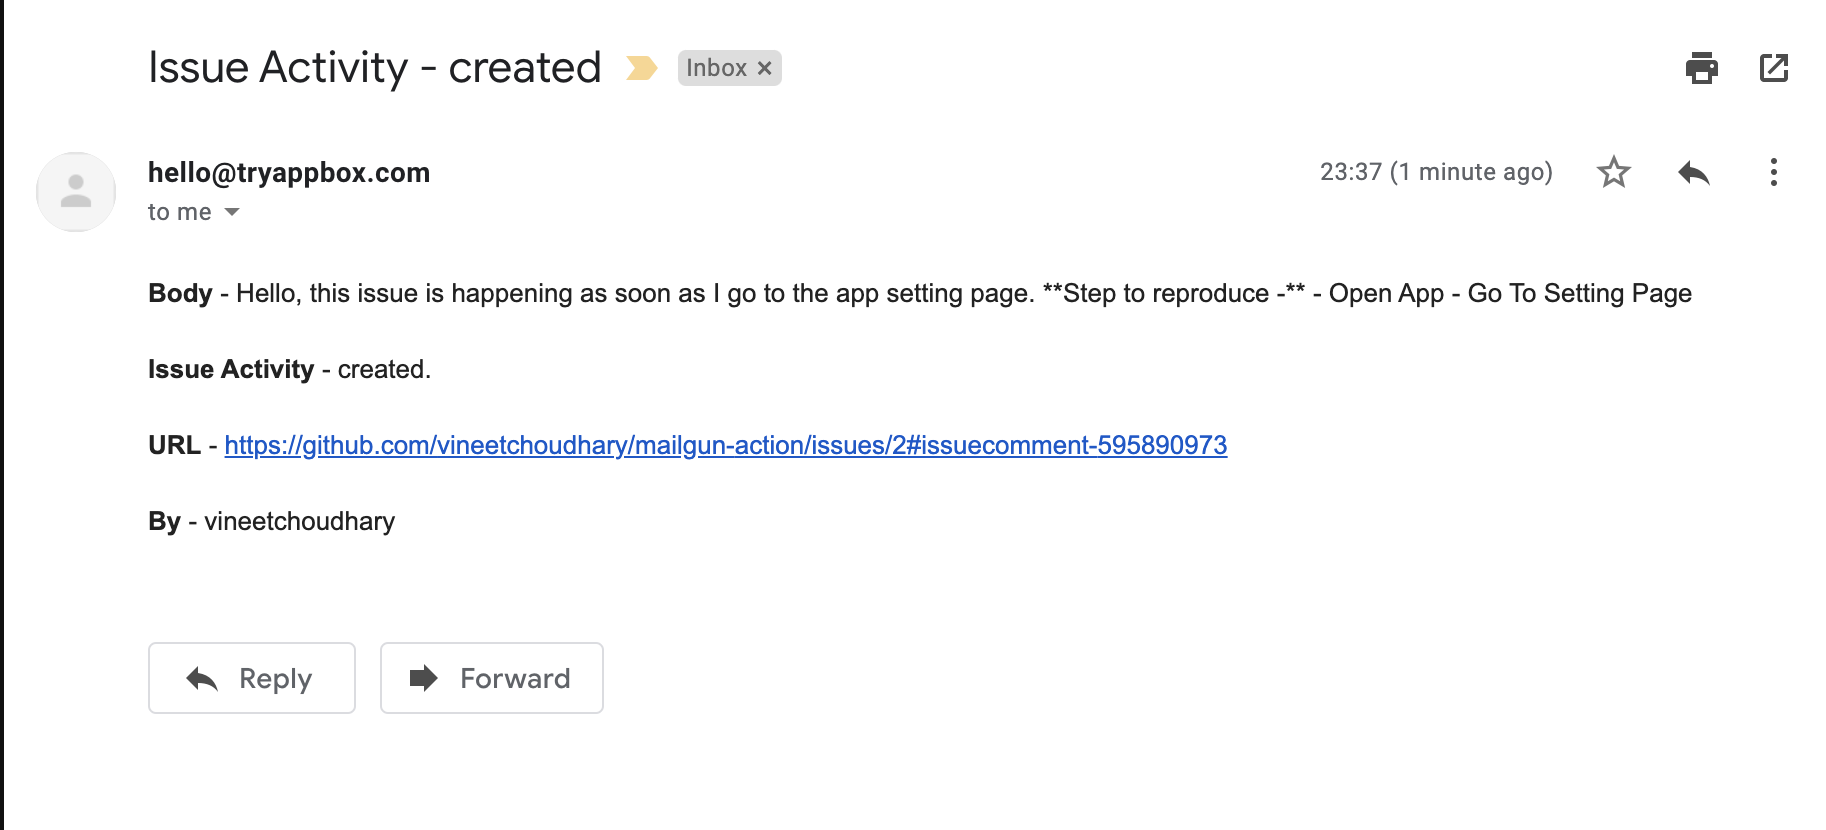 Issue Activity - created
Inbox ×
hello@tryappbox.com
23:37 (1 minute ago)
to me
Body - Hello, this issue is happening as soon as I go to the app setting page. **Step to reproduce -** - Open App - Go To Setting Page
Issue Activity - created.
URL - https://github.com/vineetchoudhary/mailgun-action/issues/2#issuecomment-595890973
By - vineetchoudhary
Reply
Forward